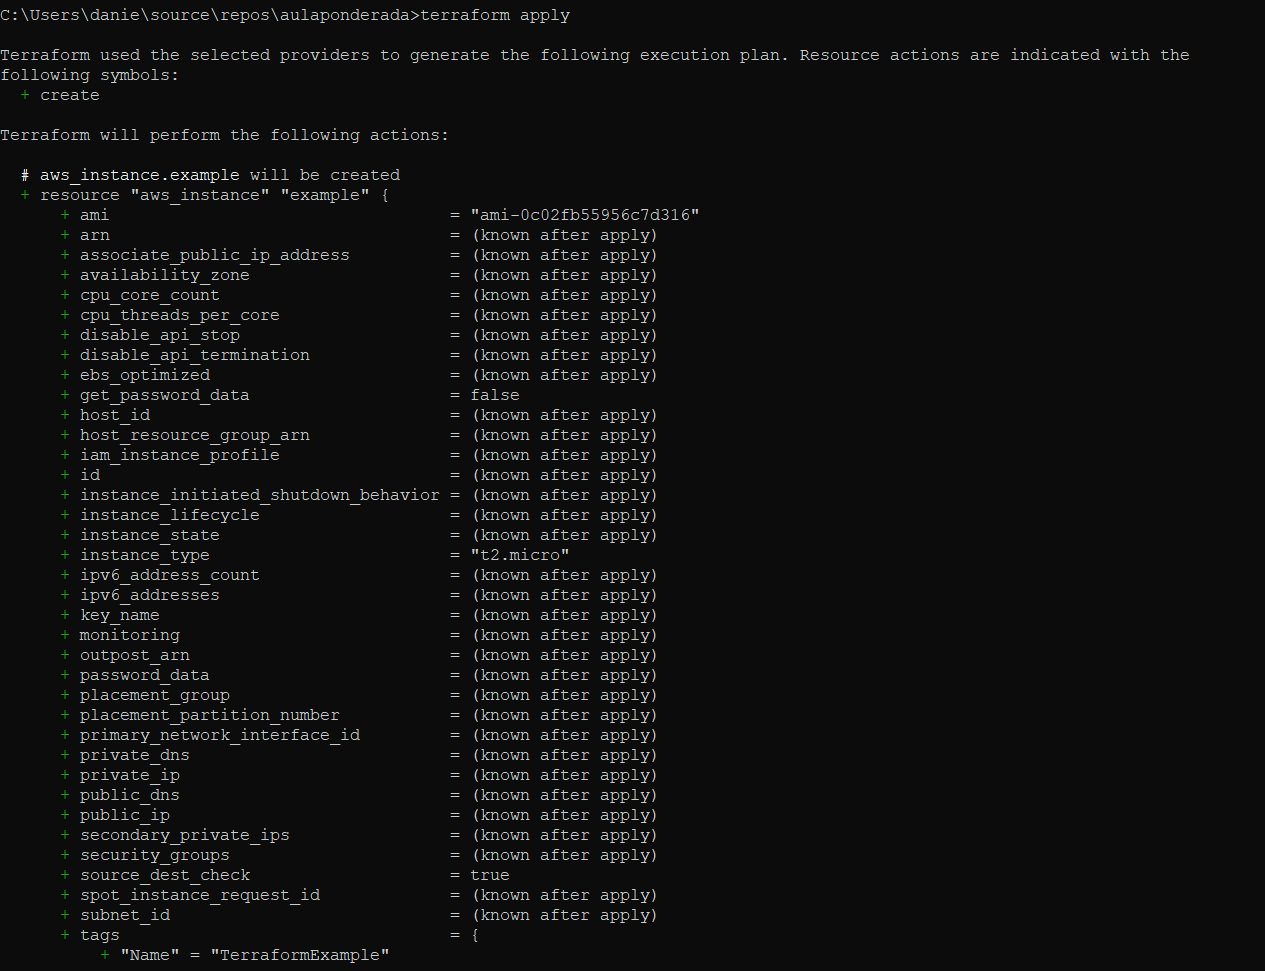 C:\Users\danie\source\repos\aulaponderada>terraform apply

Terraform used the selected providers to generate the following execution plan. Resource actions are indicated with the
following symbols:
  + create

Terraform will perform the following actions:

  # aws_instance.example will be created
  + resource "aws_instance" "example" {
      + ami                                  = "ami-0c02fb55956c7d316"
      + arn                                  = (known after apply)
      + associate_public_ip_address          = (known after apply)
      + availability_zone                    = (known after apply)
      + cpu_core_count                       = (known after apply)
      + cpu_threads_per_core                 = (known after apply)
      + disable_api_stop                     = (known after apply)
      + disable_api_termination              = (known after apply)
      + ebs_optimized                        = (known after apply)
      + get_password_data                    = false
      + host_id                              = (known after apply)
      + host_resource_group_arn              = (known after apply)
      + iam_instance_profile                 = (known after apply)
      + id                                   = (known after apply)
      + instance_initiated_shutdown_behavior = (known after apply)
      + instance_lifecycle                   = (known after apply)
      + instance_state                       = (known after apply)
      + instance_type                        = "t2.micro"
      + ipv6_address_count                   = (known after apply)
      + ipv6_addresses                       = (known after apply)
      + key_name                             = (known after apply)
      + monitoring                           = (known after apply)
      + outpost_arn                          = (known after apply)
      + password_data                        = (known after apply)
      + placement_group                      = (known after apply)
      + placement_partition_number           = (known after apply)
      + primary_network_interface_id         = (known after apply)
      + private_dns                          = (known after apply)
      + private_ip                           = (known after apply)
      + public_dns                           = (known after apply)
      + public_ip                            = (known after apply)
      + secondary_private_ips                = (known after apply)
      + security_groups                      = (known after apply)
      + source_dest_check                    = true
      + spot_instance_request_id             = (known after apply)
      + subnet_id                            = (known after apply)
      + tags                                 = {
          + "Name" = "TerraformExample"